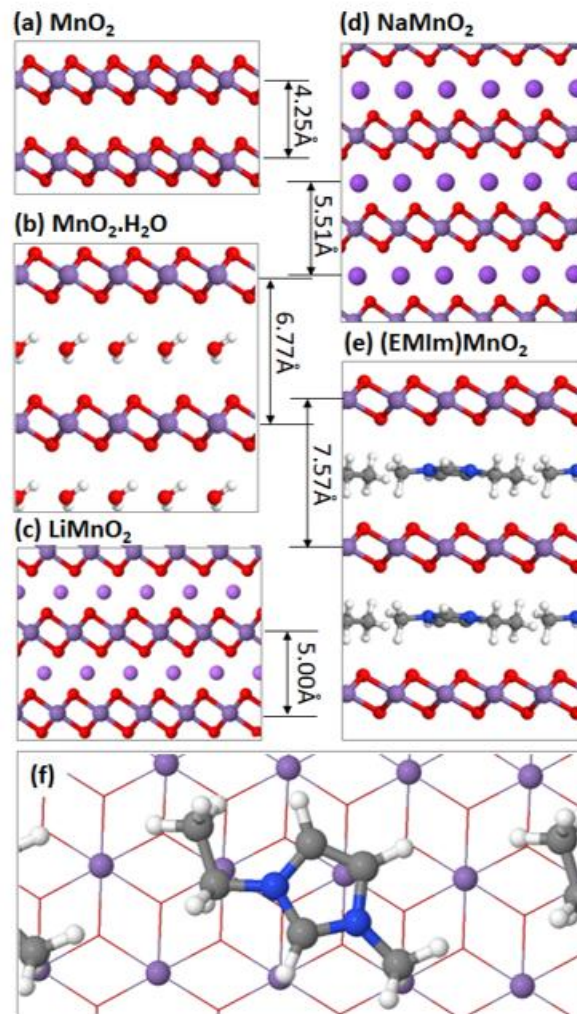 (a) MnO₂
4.25Å
(b) MnO₂.H₂O
6.77Å
(c) LiMnO₂
5.00Å
(d) NaMnO₂
5.51Å
(e) (EMIm)MnO₂
7.57Å
(f)